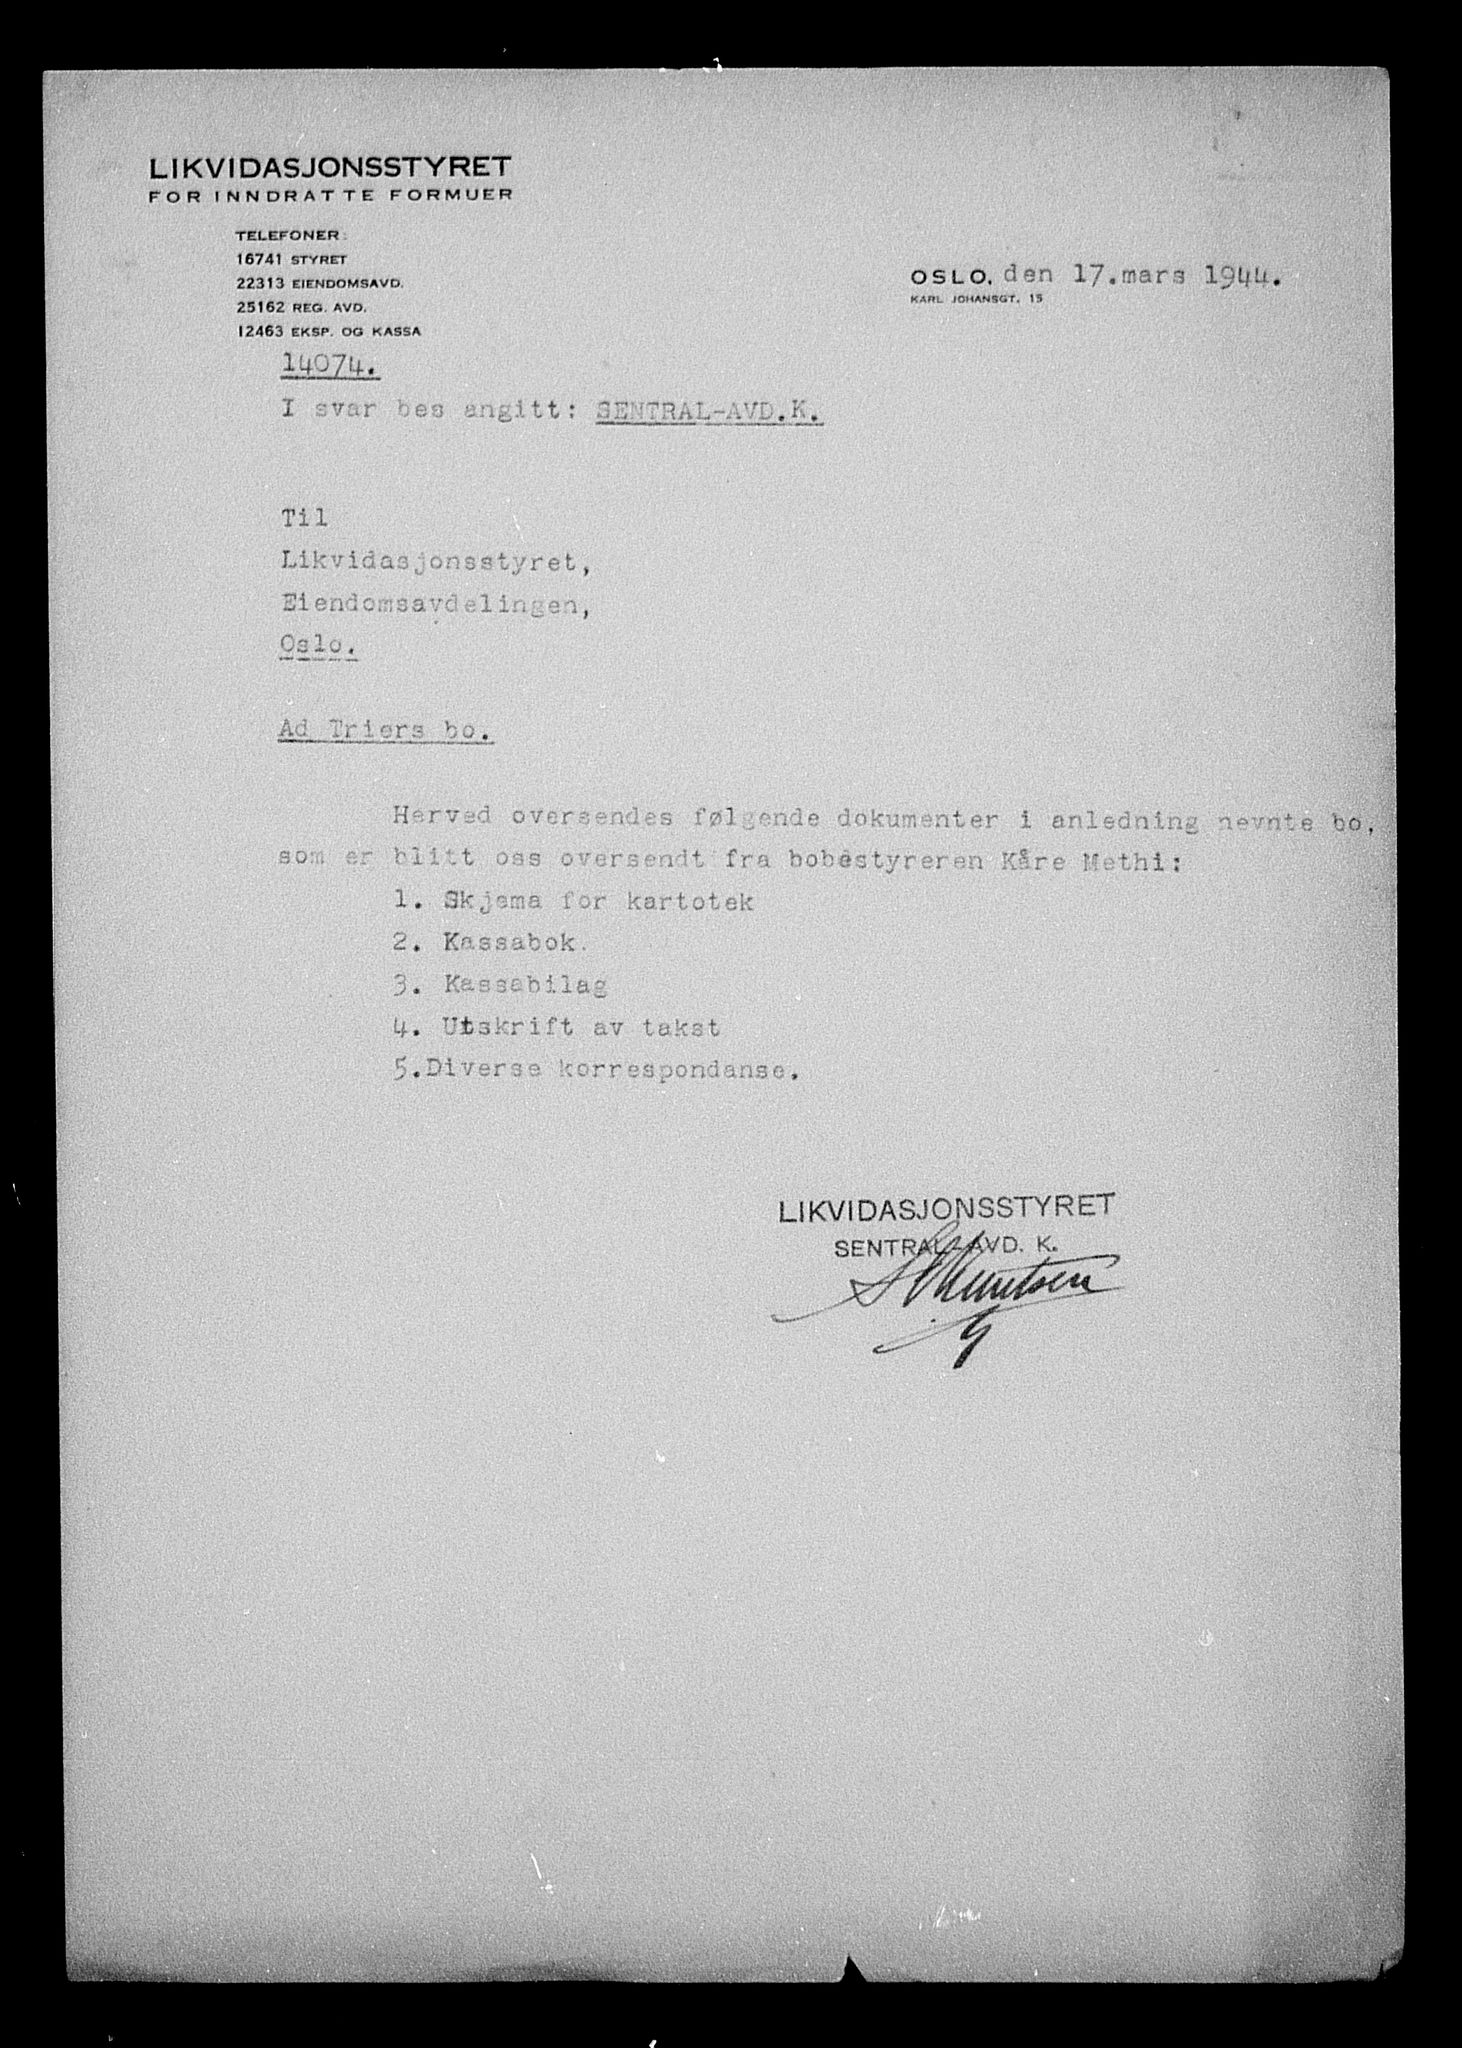 LIKVIDASJONSSTYRET
FOR INNDRATTE FORMUER
TELEFONER:
16741 STYRET
22313 EIENDOMSAVD.
25162 REG. AVD.
12463 EKSP. OG KASSA
OSLO, den 17.mars 1944.
KARL JOHANSGT. 15
14074.
I svar bes angitt: SENTRAL-AVD.K.
Til
Likvidasjonsstyret,
Eiendomsavdelingen,
Oslo.
Ad Triers bo.
Herved oversendes følgende dokumenter i anledning nevnte bo,
som er blitt oss oversendt fra bobestyreren Kåre Methi:
1. Skjema for kartotek
2. Kassabok.
3. Kassabilag
4. Utskrift av takst
5.Diverse korrespondanse.
LIKVIDASJONSSTYRET
SENTRAL-AVD. K.
Knutsen